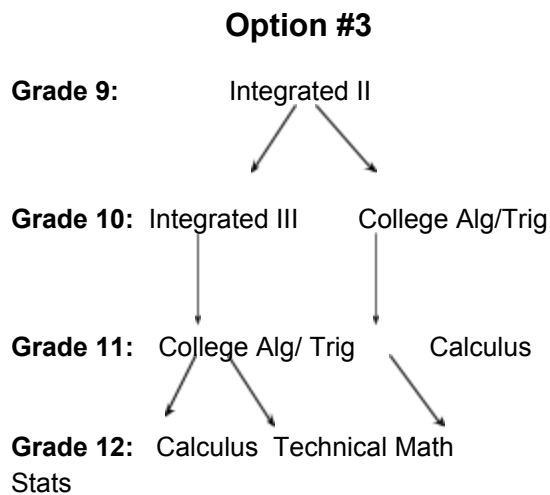 Option #3
Grade 9: Integrated II
Grade 10: Integrated III College Alg/Trig
Grade 11: College Alg/ Trig Calculus
Grade 12: Calculus Technical Math
Stats